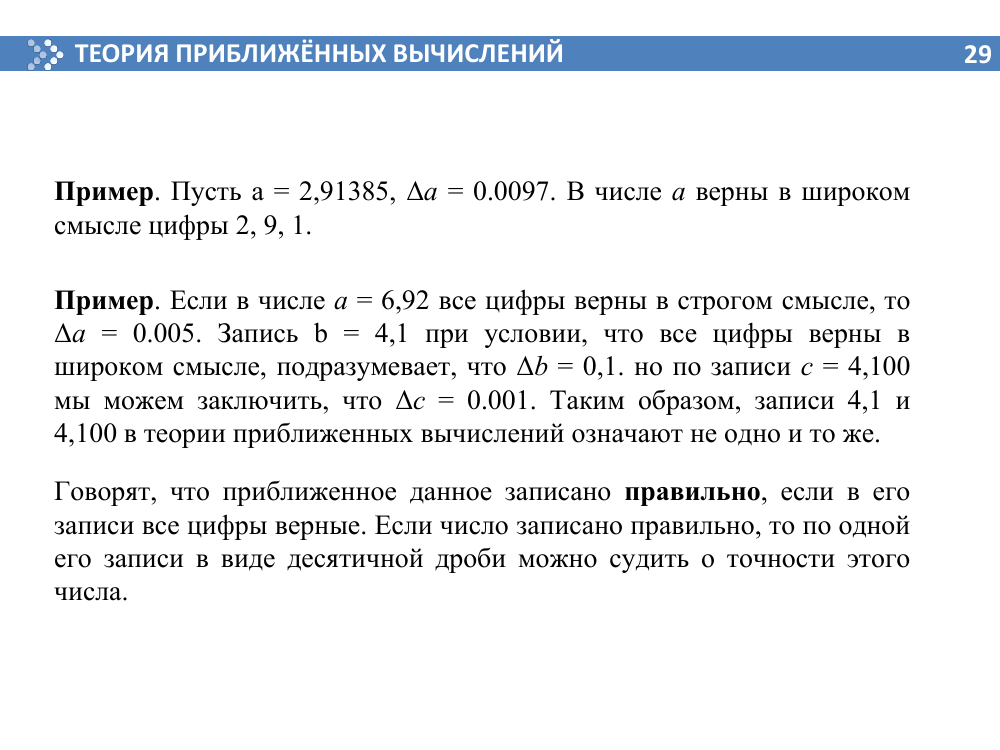 ТЕОРИЯ ПРИБЛИЖЁННЫХ ВЫЧИСЛЕНИЙ
29
Пример. Пусть а = 2,91385, Δa = 0.0097. В числе a верны в широком
смысле цифры 2, 9, 1.
Пример. Если в числе a = 6,92 все цифры верны в строгом смысле, то
Δa = 0.005. Запись b = 4,1 при условии, что все цифры верны в
широком смысле, подразумевает, что Δb = 0,1. но по записи c = 4,100
мы можем заключить, что Δc = 0.001. Таким образом, записи 4,1 и
4,100 в теории приближенных вычислений означают не одно и то же.
Говорят, что приближенное данное записано правильно, если в его
записи все цифры верные. Если число записано правильно, то по одной
его записи в виде десятичной дроби можно судить о точности этого
числа.